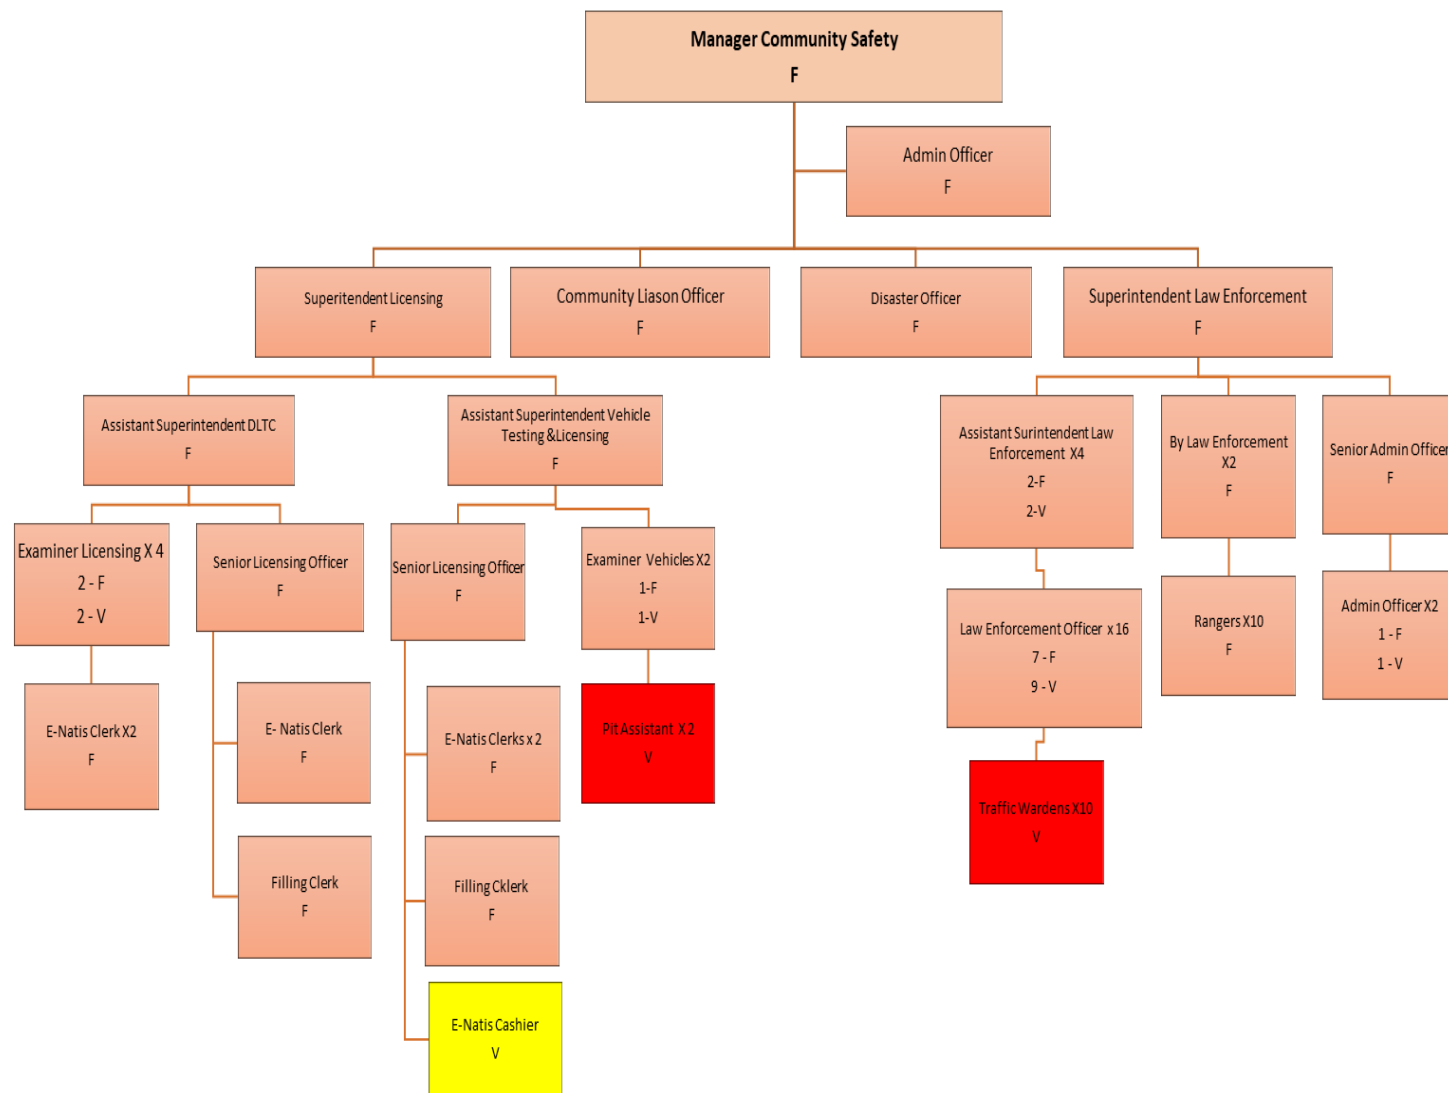 Manager Community Safety
F
Admin Officer
F
Superitendent Licensing
F
Community Liason Officer
F
Disaster Officer
F
Superintendent Law Enforcement
F
Assistant Superintendent DLTC
F
Assistant Superintendent Vehicle
Testing &Licensing
F
Assistant Surintendent Law
Enforcement X4
2-F
2-V
By Law Enforcement
X2
F
Senior Admin Officer
F
Examiner Licensing X 4
2 - F
2 - V
Senior Licensing Officer
F
Senior Licensing Officer
F
Examiner Vehicles X2
1-F
1-V
Law Enforcement Officer x 16
7 - F
9 - V
Rangers X10
F
Admin Officer X2
1 - F
1 - V
E-Natis Clerk X2
F
E- Natis Clerk
F
E-Natis Clerks x 2
F
Pit Assistant X 2
V
Traffic Wardens X10
V
Filling Clerk
F
Filling Cklerk
F
E-Natis Cashier
V